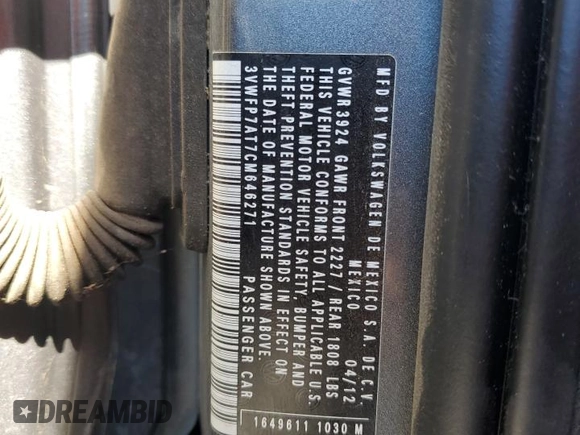 MFD BY VOLKSWAGEN DE MEXICO S.A. DE C.V.
MEXICO 04/12
GVWR 3924 GAWR FRONT 2227 / REAR 1808 LBS
THIS VEHICLE CONFORMS TO ALL APPLICABLE U.S.
FEDERAL MOTOR VEHICLE SAFETY, BUMPER AND
THEFT PREVENTION STANDARDS IN EFFECT ON
THE DATE OF MANUFACTURE SHOWN ABOVE.
3VWFP7AT7CM646271 PASSENGER CAR
1649611 1030 M
DREAMBID